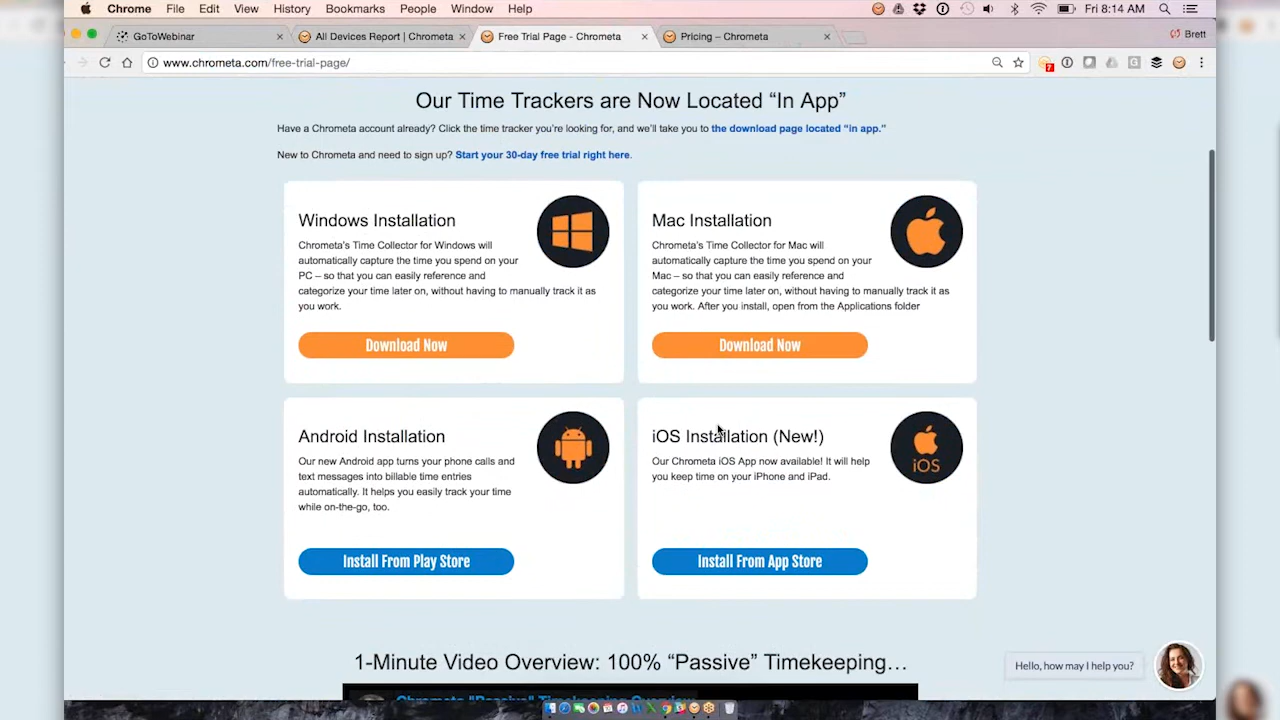 Chrome File Edit View History Bookmarks People Window Help Fri 8:14 AM
GoToWebinar All Devices Report | Chrometa Free Trial Page - Chrometa Pricing – Chrometa Brett
www.chrometa.com/free-trial-page/ 7
Our Time Trackers are Now Located “In App”
Have a Chrometa account already? Click the time tracker you’re looking for, and we’ll take you to the download page located “in app.”
New to Chrometa and need to sign up? Start your 30-day free trial right here.
Windows Installation
Chrometa’s Time Collector for Windows will
automatically capture the time you spend on your
PC – so that you can easily reference and
categorize your time later on, without having to manually track it as
you work.
Download Now
Mac Installation
Chrometa’s Time Collector for Mac will
automatically capture the time you spend on your
Mac – so that you can easily reference and
categorize your time later on, without having to manually track it as
you work. After you install, open from the Applications folder
Download Now
Android Installation
Our new Android app turns your phone calls and
text messages into billable time entries
automatically. It helps you easily track your time
while on-the-go, too.
Install From Play Store
iOS Installation (New!)
Our Chrometa iOS App now available! It will help
you keep time on your iPhone and iPad.
iOS
Install From App Store
1-Minute Video Overview: 100% “Passive” Timekeeping…
Chrometa "Passive" Timekeeping Overview
Hello, how may I help you?